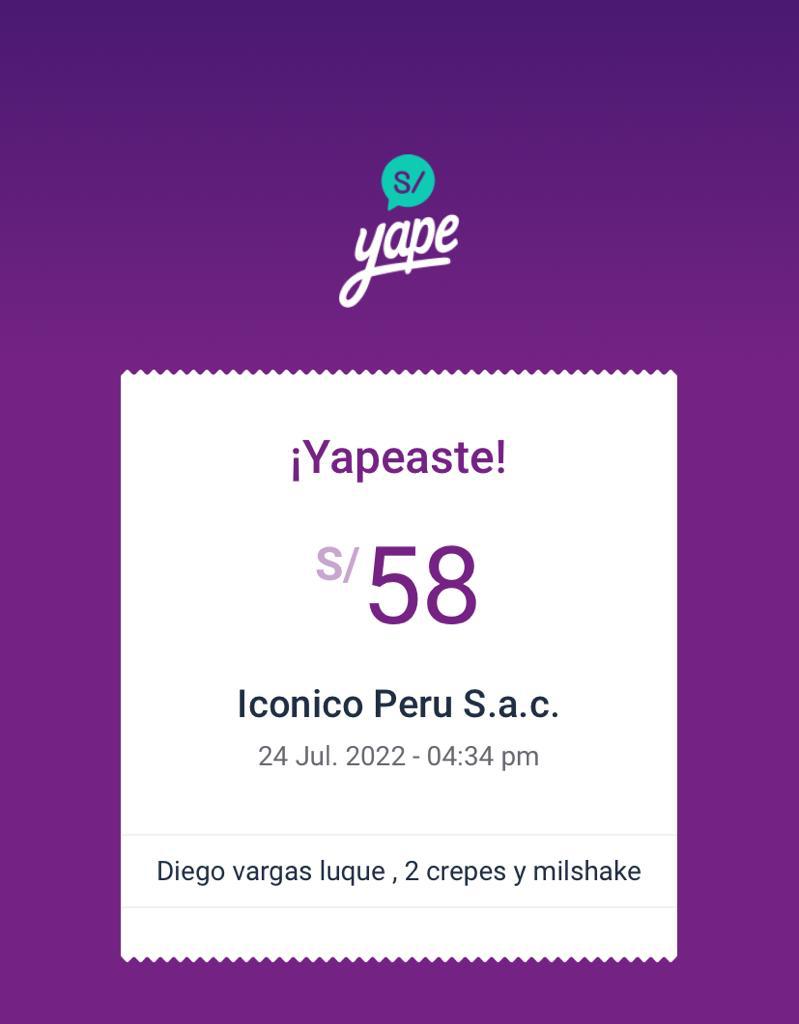 S/
yape
¡Yapeaste!
S/ 58
Iconico Peru S.a.c.
24 Jul. 2022 - 04:34 pm
Diego vargas luque , 2 crepes y milshake